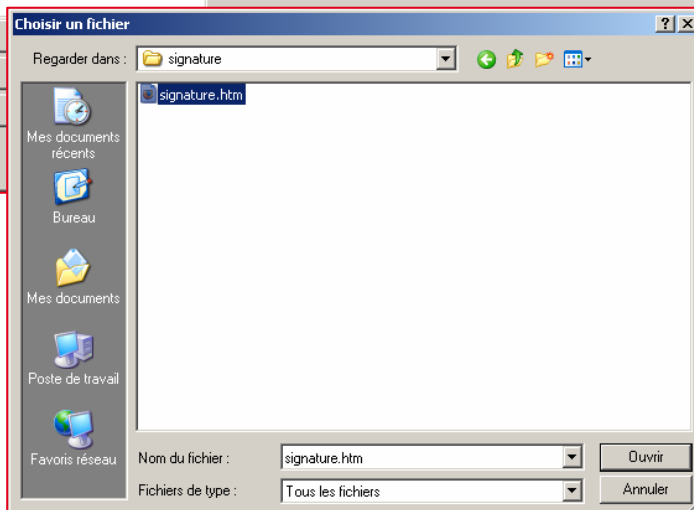 Choisir un fichier
Regarder dans :
signature
signature.htm
Mes documents
récents
Bureau
Mes documents
Poste de travail
Favoris réseau
Nom du fichier :
signature.htm
Ouvrir
Fichiers de type :
Tous les fichiers
Annuler